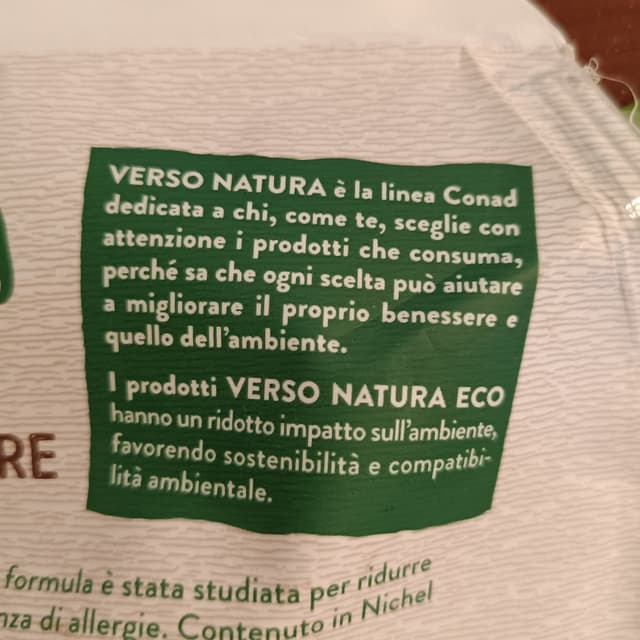 VERSO NATURA è la linea Conad
dedicata a chi, come te, sceglie con
attenzione i prodotti che consuma,
perché sa che ogni scelta può aiutare
a migliorare il proprio benessere e
quello dell'ambiente.
I prodotti VERSO NATURA ECO
hanno un ridotto impatto sull'ambiente,
favorendo sostenibilità e compatibi-
lità ambientale.
RE
formula è stata studiata per ridurre
nza di allergie. Contenuto in Nichel